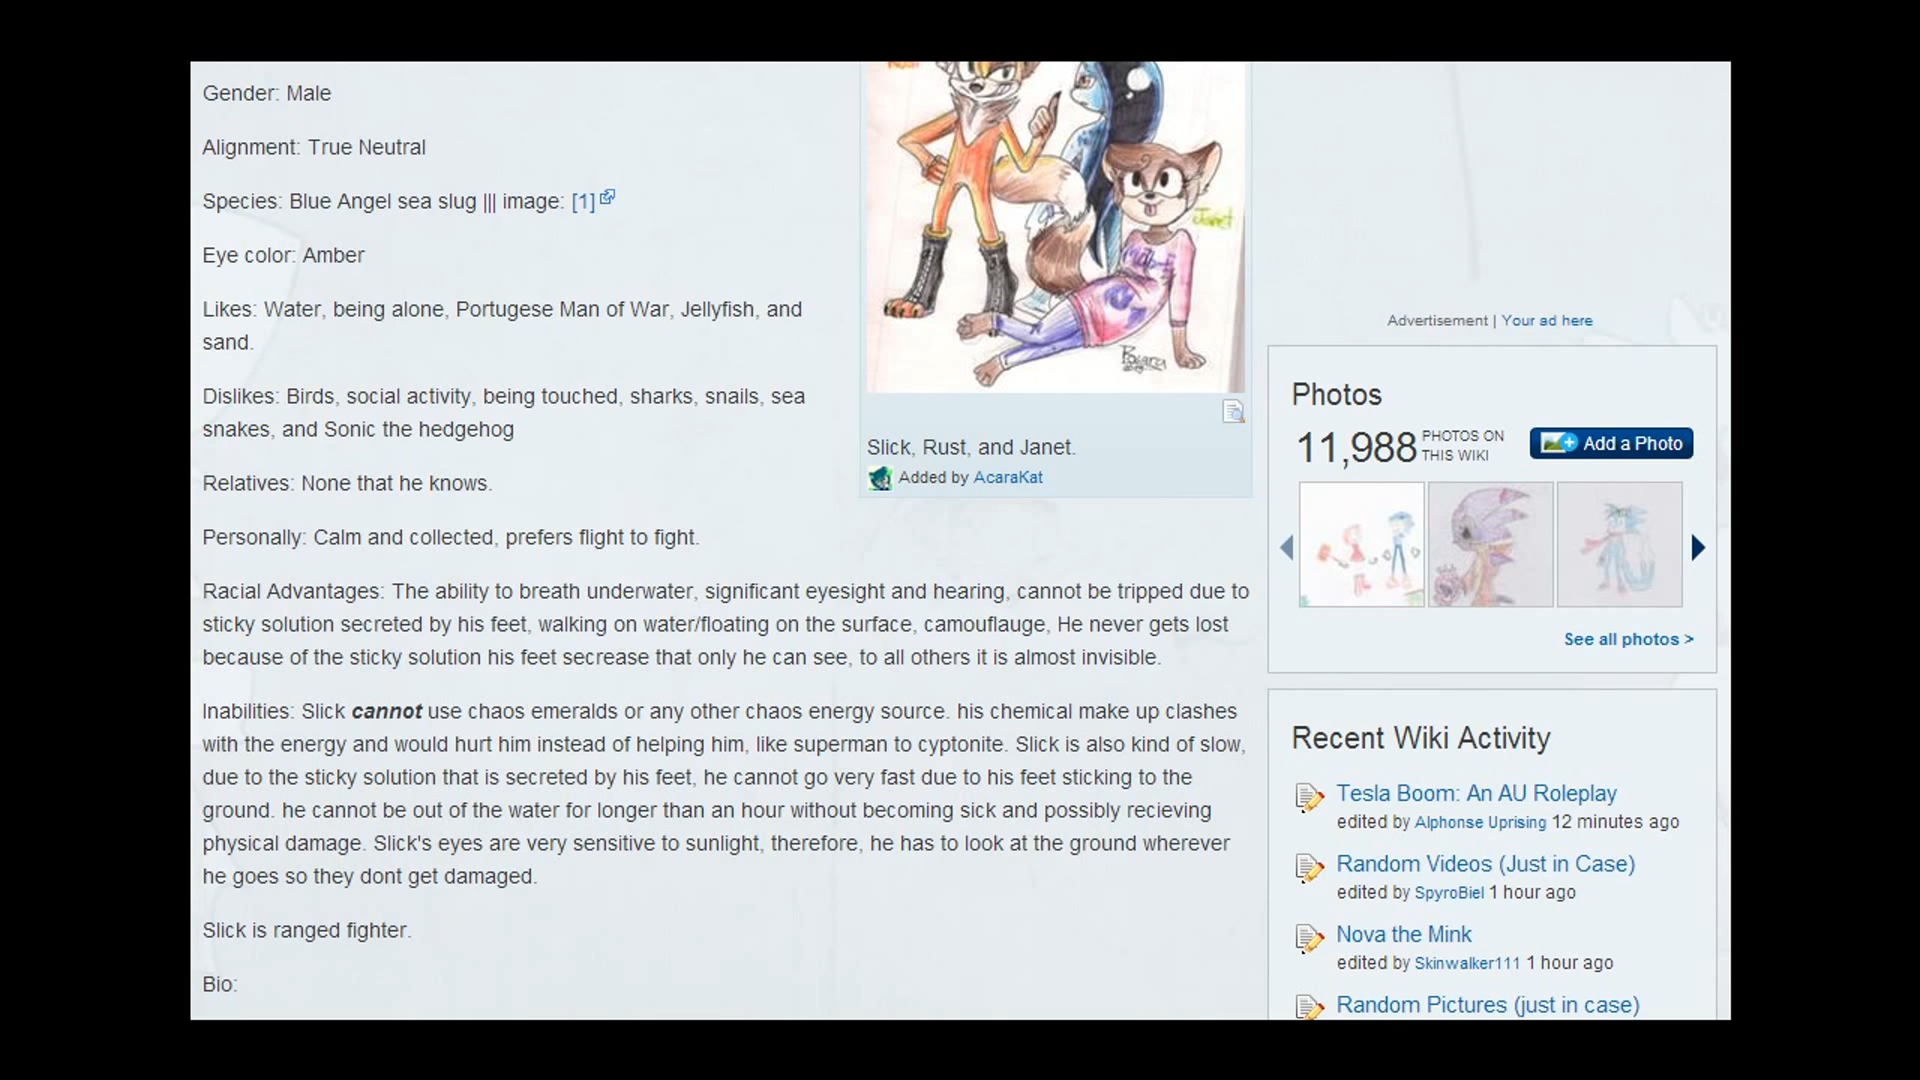 Gender: Male
Alignment: True Neutral
Species: Blue Angel sea slug ||| image: [1]
Eye color: Amber
Likes: Water, being alone, Portugese Man of War, Jellyfish, and
sand.
Dislikes: Birds, social activity, being touched, sharks, snails, sea
snakes, and Sonic the hedgehog
Relatives: None that he knows.
Personally: Calm and collected, prefers flight to fight.
Racial Advantages: The ability to breath underwater, significant eyesight and hearing, cannot be tripped due to
sticky solution secreted by his feet, walking on water/floating on the surface, camouflauge, He never gets lost
because of the sticky solution his feet secrease that only he can see, to all others it is almost invisible.
Inabilities: Slick cannot use chaos emeralds or any other chaos energy source. his chemical make up clashes
with the energy and would hurt him instead of helping him, like superman to cyptonite. Slick is also kind of slow,
due to the sticky solution that is secreted by his feet, he cannot go very fast due to his feet sticking to the
ground. he cannot be out of the water for longer than an hour without becoming sick and possibly recieving
physical damage. Slick's eyes are very sensitive to sunlight, therefore, he has to look at the ground wherever
he goes so they dont get damaged.
Slick is ranged fighter.
Bio:
Janet
Slick, Rust, and Janet.
Added by AcaraKat
Advertisement | Your ad here
Photos
11,988 PHOTOS ON
THIS WIKI
Add a Photo
See all photos >
Recent Wiki Activity
Tesla Boom: An AU Roleplay
edited by Alphonse Uprising 12 minutes ago
Random Videos (Just in Case)
edited by SpyroBiel 1 hour ago
Nova the Mink
edited by Skinwalker111 1 hour ago
Random Pictures (just in case)